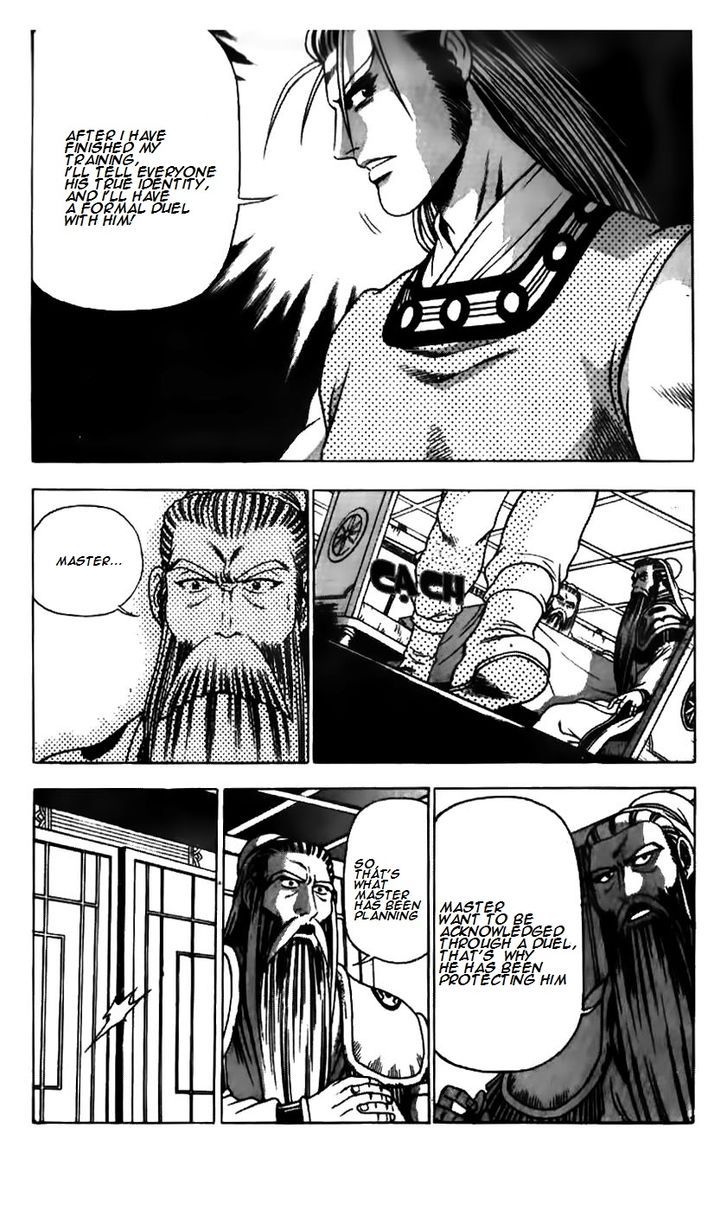 AFTER I HAVE
FINISHED MY
TRAINING,
I'LL TELL EVERYONE
HIS TRUE IDENTITY,
AND I'LL HAVE
A FORMAL DUEL
WITH HIM!
CẠCH
MASTER...
MASTER
WANT TO BE
ACKNOWLEDGED
THROUGH A DUEL,
THAT'S WHY
HE HAS BEEN
PROTECTING HIM
SO,
THAT'S
WHAT
MASTER
HAS BEEN
PLANNING